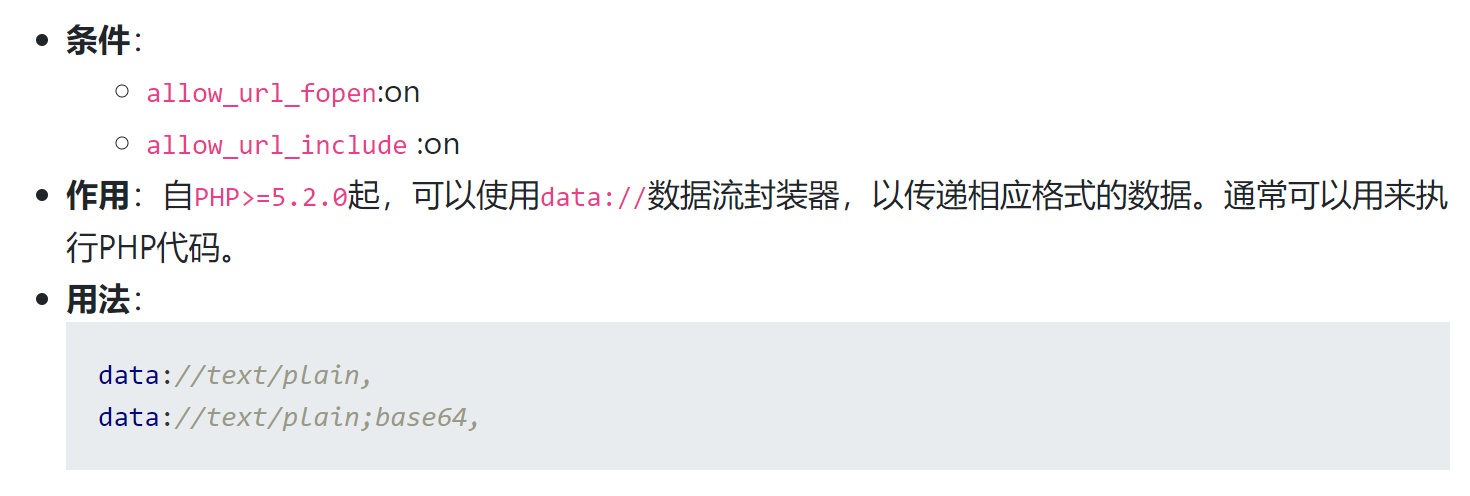 条件：
allow_url_fopen:on
allow_url_include :on
作用：自PHP>=5.2.0起，可以使用data://数据流封装器，以传递相应格式的数据。通常可以用来执
行PHP代码。
用法：
data://text/plain,
data://text/plain;base64,